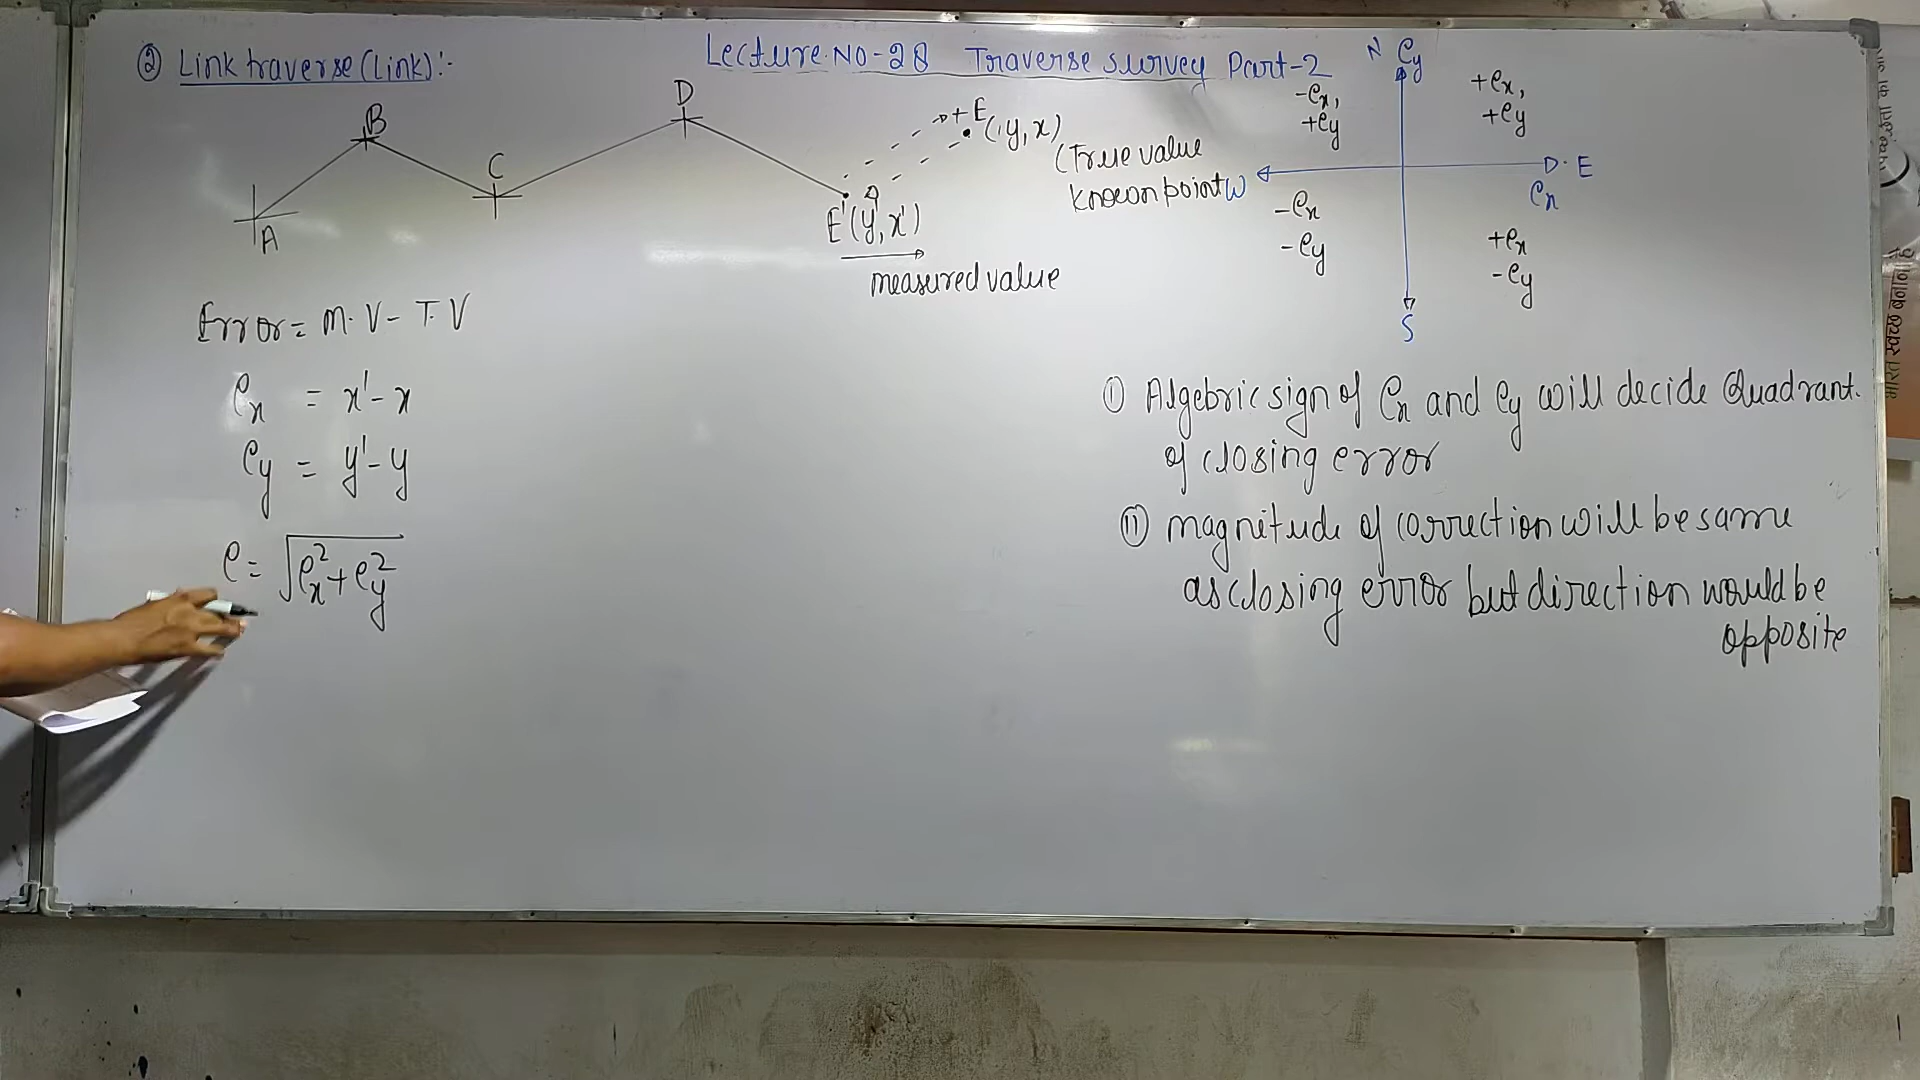 Lecture. No - 28 Traverse survey Part-2
② Link traverse (Link) :-
A
B
C
D
E
(y, x)
(True value
known point
E' (y', x')
measured value
Error = M. V - T. V
ex = x' - x
ey = y' - y
e = √ex² + ey²
N ey
-ex,
+ey
+ex,
+ey
W
E
ex
-ex
-ey
+ex
-ey
S
① Algebric sign of ex and ey will decide Quadrant.
of closing error
⑪ magnitude of correction will be same
as closing error but direction would be
opposite